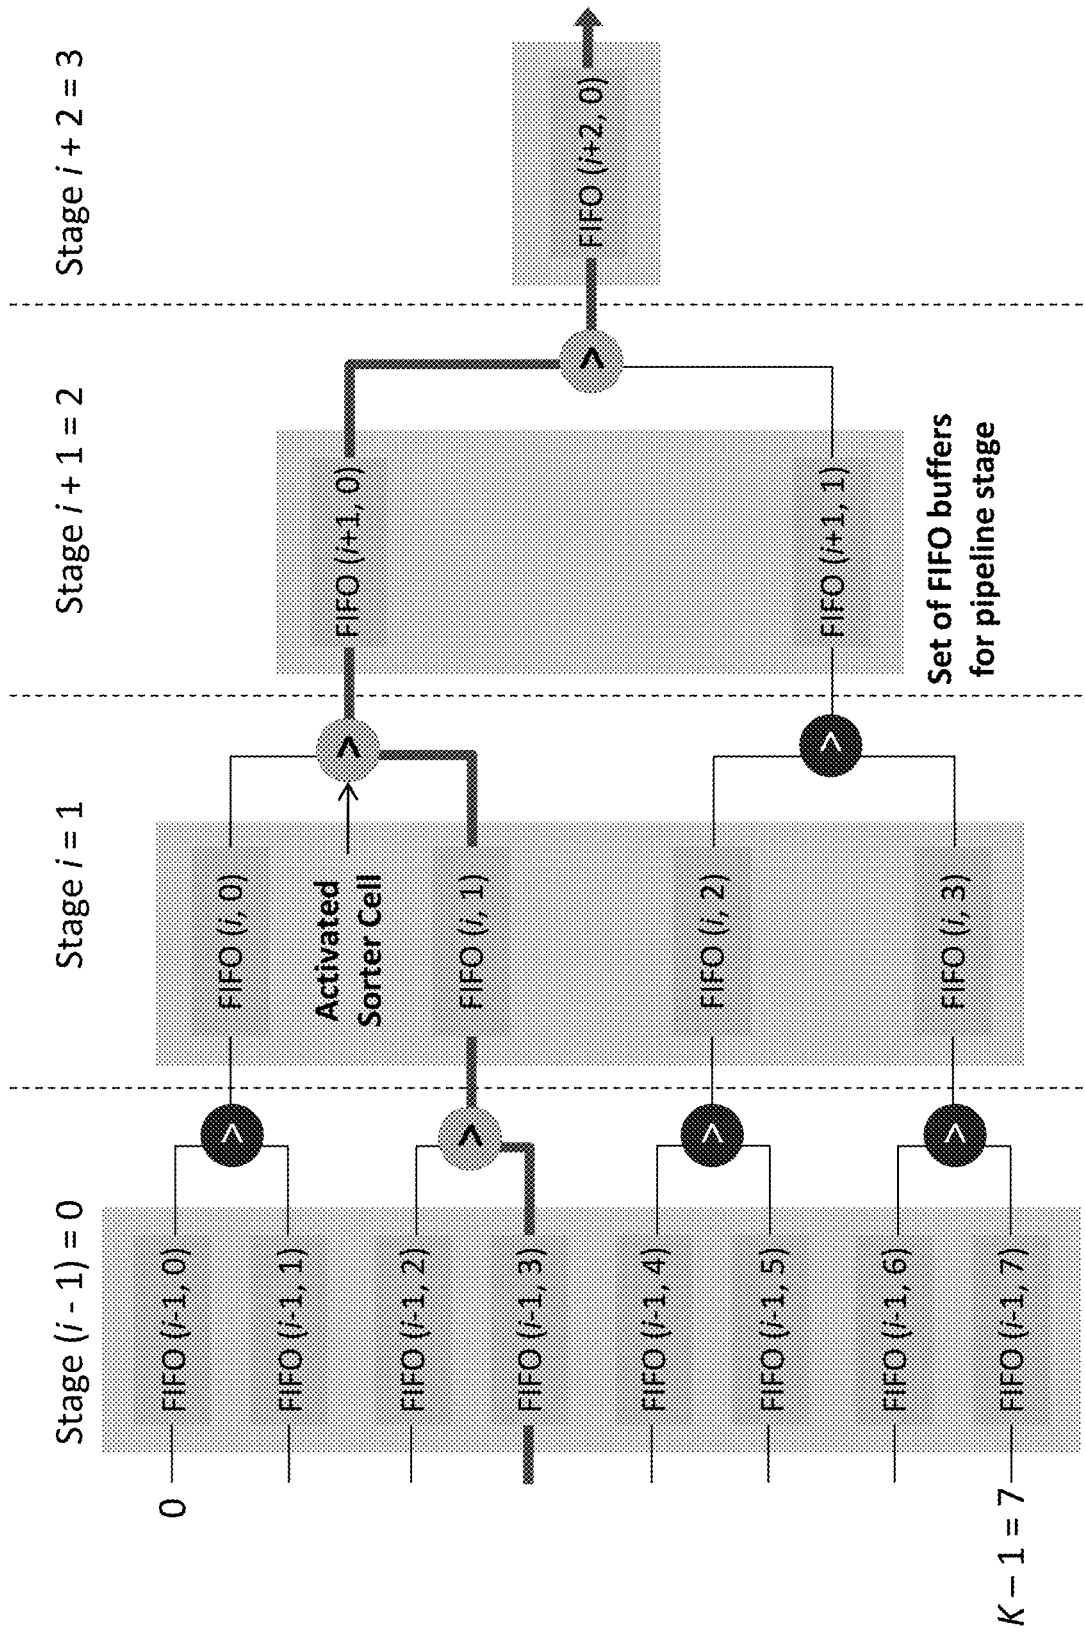 Stage (i - 1) = 0
Stage i = 1
Stage i + 1 = 2
Stage i + 2 = 3
0
FIFO (i-1, 0)
FIFO (i-1, 1)
FIFO (i-1, 2)
FIFO (i-1, 3)
FIFO (i-1, 4)
FIFO (i-1, 5)
FIFO (i-1, 6)
K – 1 = 7
FIFO (i-1, 7)
>
>
>
>
FIFO (i, 0)
Activated
Sorter Cell
FIFO (i, 1)
FIFO (i, 2)
FIFO (i, 3)
>
>
FIFO (i+1, 0)
FIFO (i+1, 1)
Set of FIFO buffers
for pipeline stage
>
FIFO (i+2, 0)